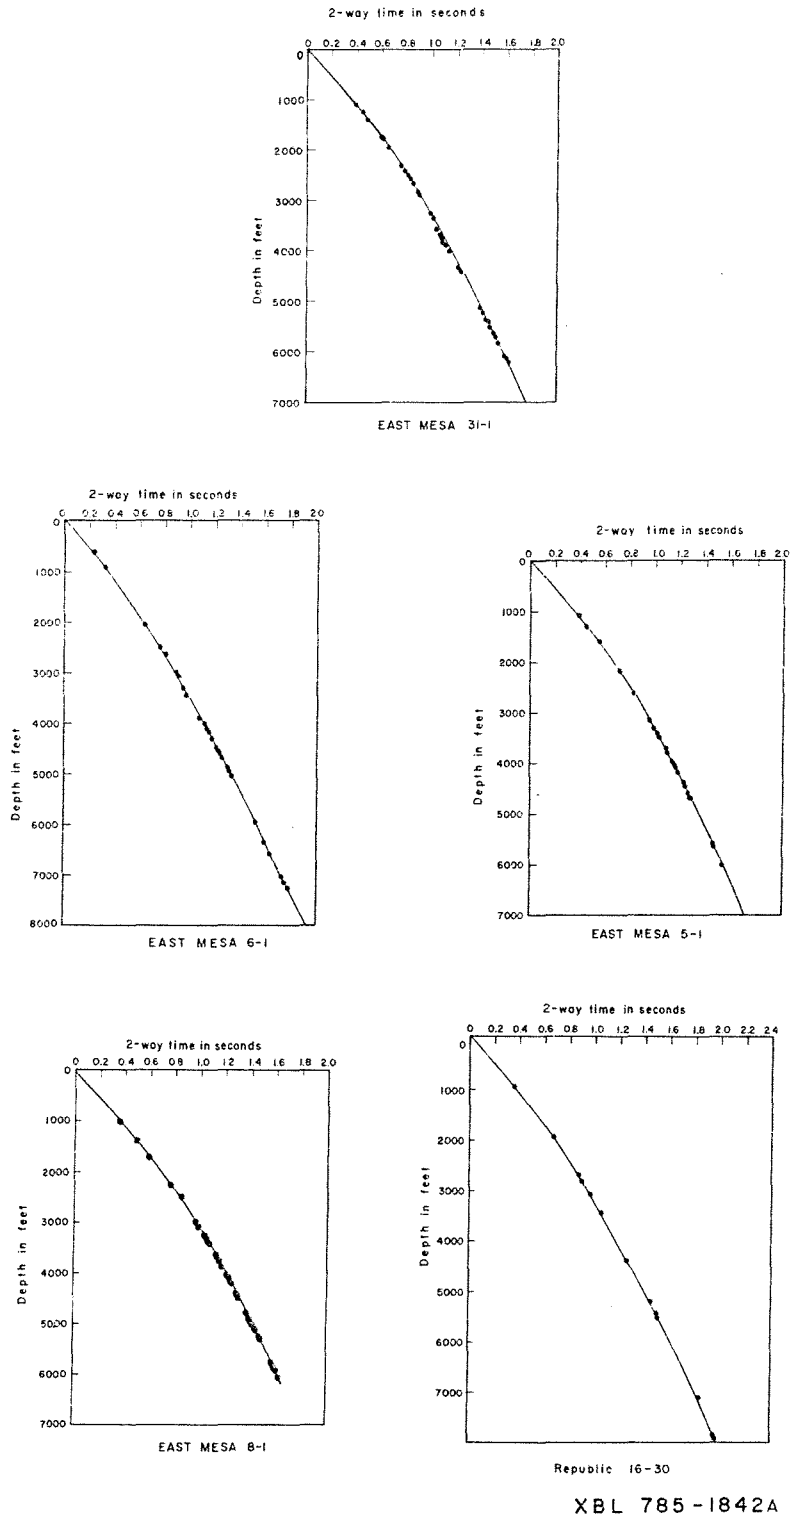 2-way time in seconds
0 0.2 0.4 0.6 0.8 1.0 1.2 1.4 1.6 1.8 2.0
0
1000
2000
3000
4000
5000
6000
7000
Depth in feet
EAST MESA 31-1
2-way time in seconds
0 0.2 0.4 0.6 0.8 1.0 1.2 1.4 1.6 1.8 2.0
0
1000
2000
3000
4000
5000
6000
7000
8000
Depth in feet
EAST MESA 6-1
2-way time in seconds
0 0.2 0.4 0.6 0.8 1.0 1.2 1.4 1.6 1.8 2.0
0
1000
2000
3000
4000
5000
6000
7000
Depth in feet
EAST MESA 5-1
2-way time in seconds
0 0.2 0.4 0.6 0.8 1.0 1.2 1.4 1.6 1.8 2.0
0
1000
2000
3000
4000
5000
6000
7000
Depth in feet
EAST MESA 8-1
2-way time in seconds
0 0.2 0.4 0.6 0.8 1.0 1.2 1.4 1.6 1.8 2.0 2.2 2.4
0
1000
2000
3000
4000
5000
6000
7000
Depth in feet
Republic 16-30
XBL 785-1842A